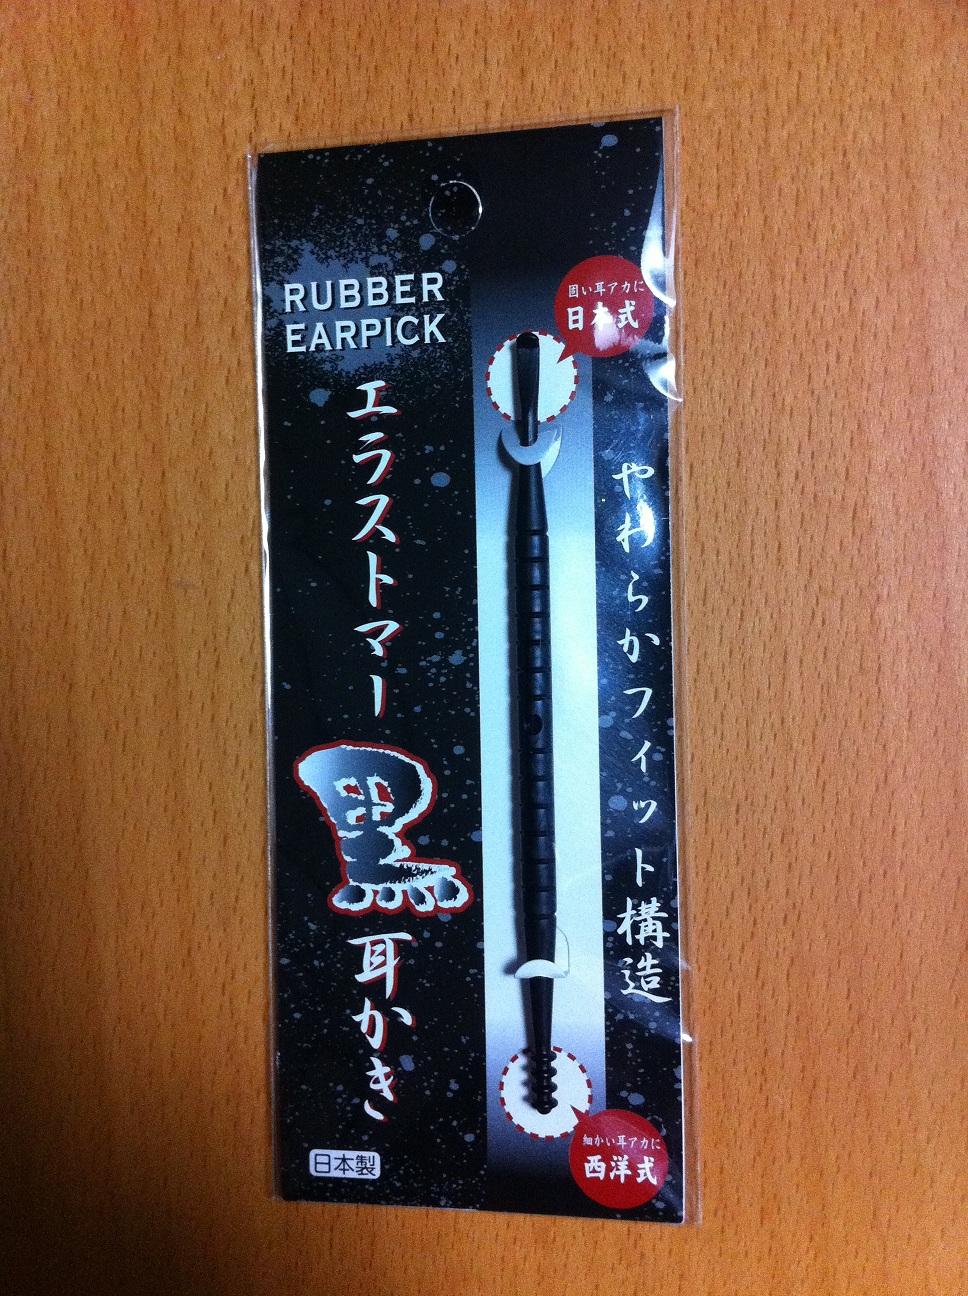 RUBBER
EARPICK
エラストマー
黒
耳かき
日本製
固い耳アカに
日本式
やわらかフィット構造
細かい耳アカに
西洋式